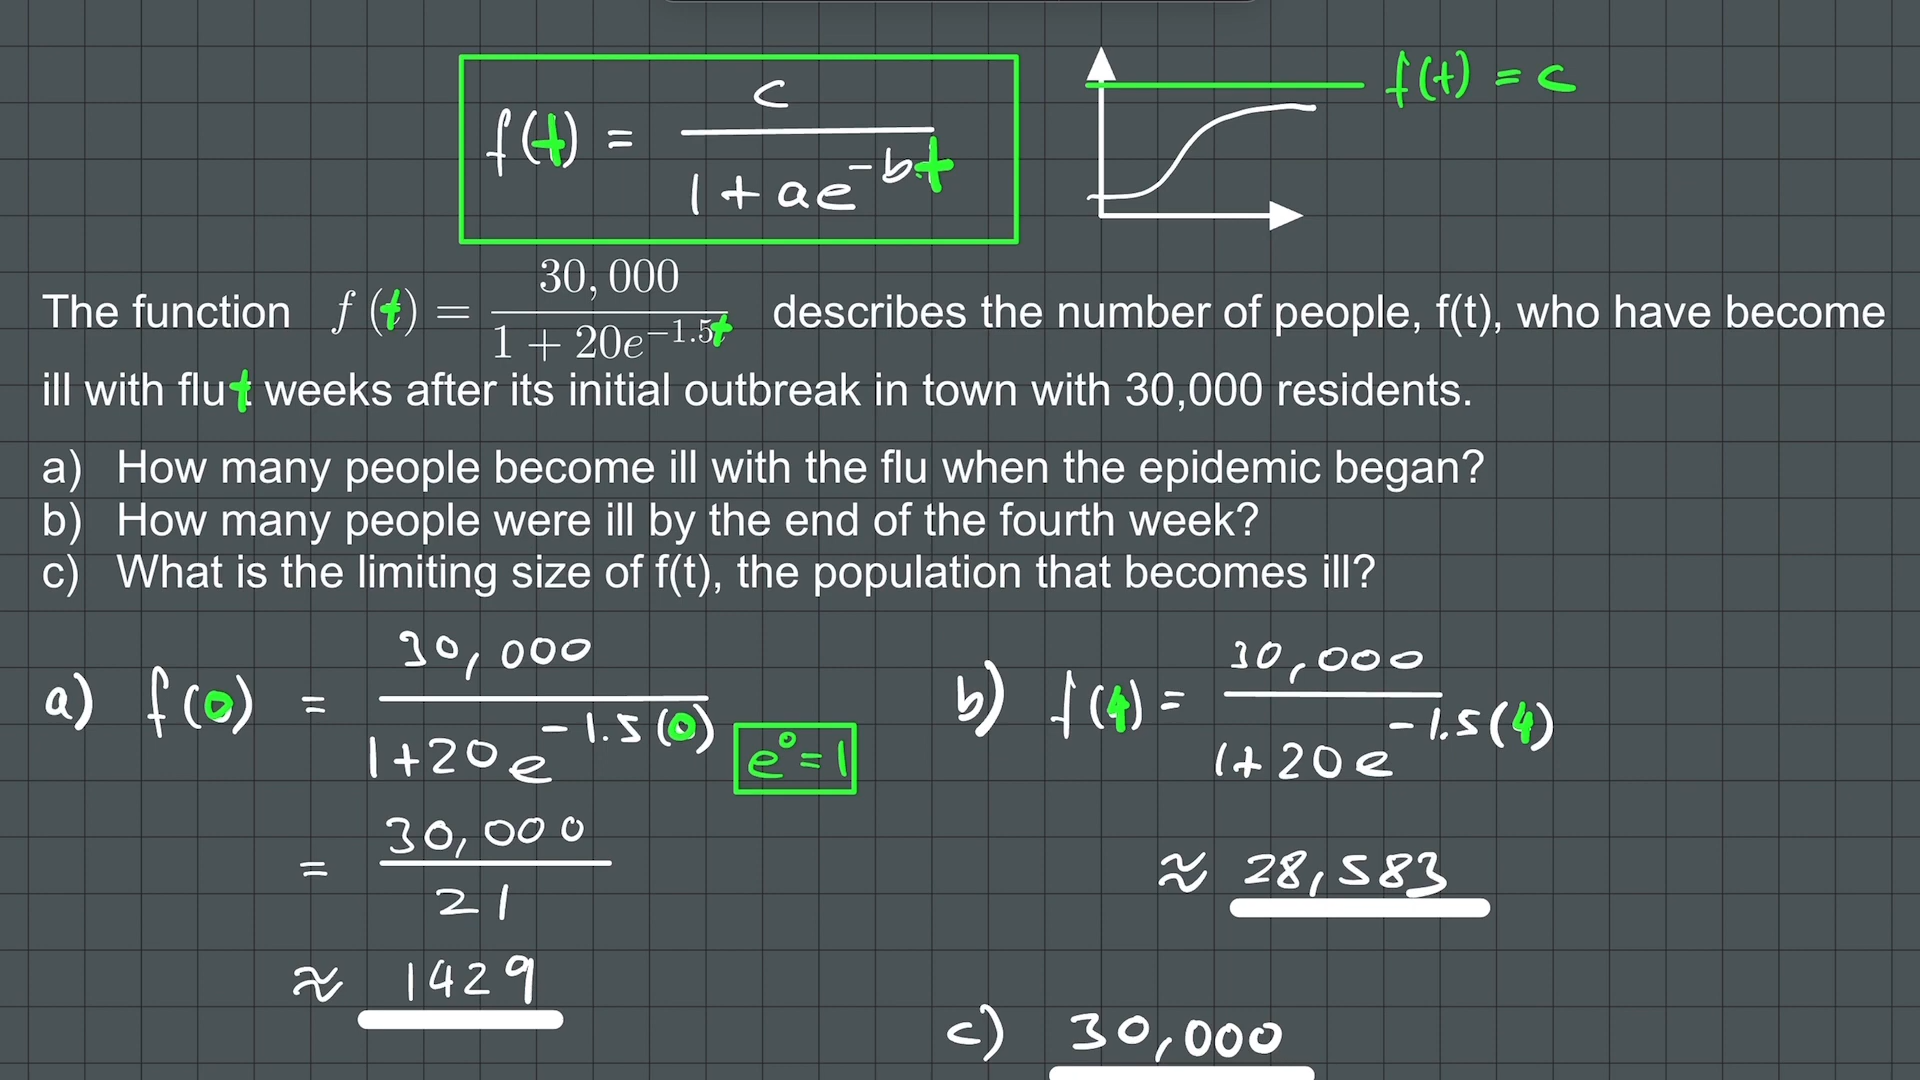 f(t) = c / (1 + ae^(-bt))
f(t) = c
The function f(t) = 30,000 / (1 + 20e^(-1.5t)) describes the number of people, f(t), who have become
ill with flu t weeks after its initial outbreak in town with 30,000 residents.
a) How many people become ill with the flu when the epidemic began?
b) How many people were ill by the end of the fourth week?
c) What is the limiting size of f(t), the population that becomes ill?
a) f(0) = 30,000 / (1+20e^(-1.5(0)))
e⁰ = 1
= 30,000 / 21
≈ 1429
b) f(4) = 30,000 / (1+20e^(-1.5(4)))
≈ 28,583
c) 30,000